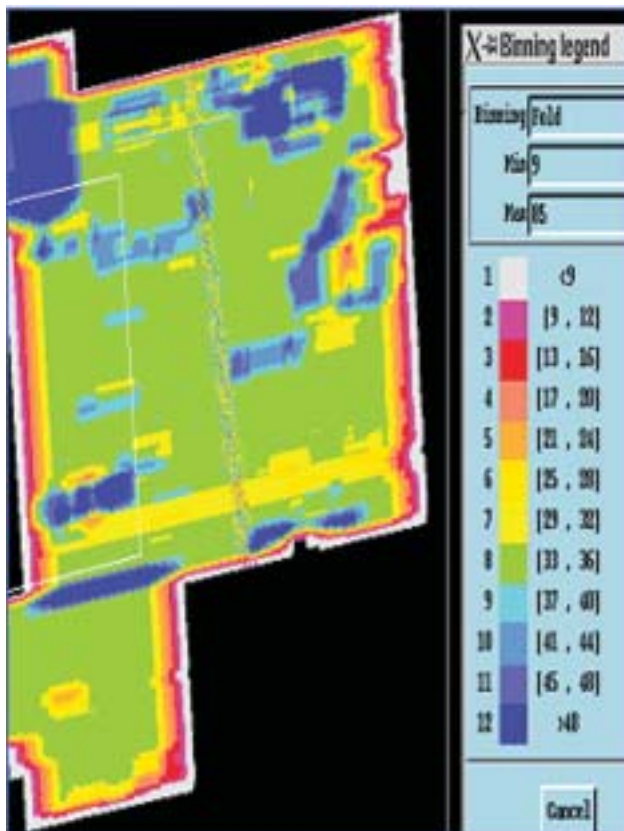 Binning legend
Binning Fold
Min 9
Max 85
1 <9
2 [9 , 12]
3 [13 , 16]
4 [17 , 20]
5 [21 , 24]
6 [25 , 28]
7 [29 , 32]
8 [33 , 36]
9 [37 , 40]
10 [41 , 44]
11 [45 , 48]
12 >48
Cancel